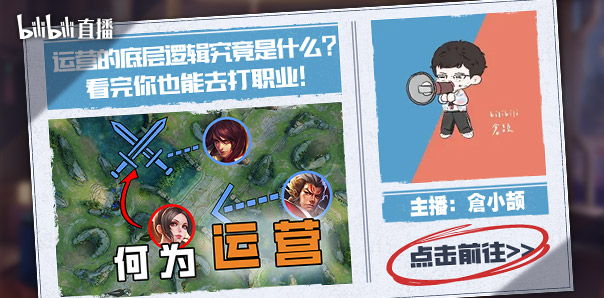 bilibili直播
运营的底层逻辑究竟是什么?
看完你也能去打职业!
何为运营
bilibili
主播：倉小颉
点击前往>>